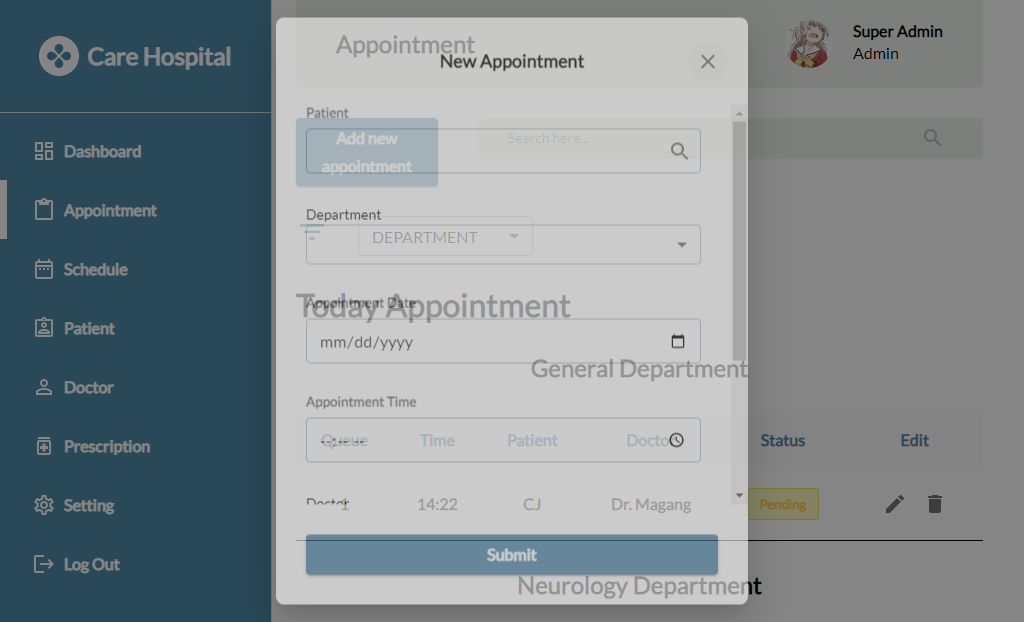 Care Hospital
Dashboard
Appointment
Schedule
Patient
Doctor
Prescription
Setting
Log Out
Appointment
Super Admin
Admin
Add new
appointment
Search here...
DEPARTMENT
Today Appointment
General Department
Queue Time Patient Doctor Status Edit
1 14:22 CJ Dr. Magang Pending
Neurology Department
New Appointment
Patient
Department
Appointment Date
mm/dd/yyyy
Appointment Time
--:-- --
Doctor
Submit